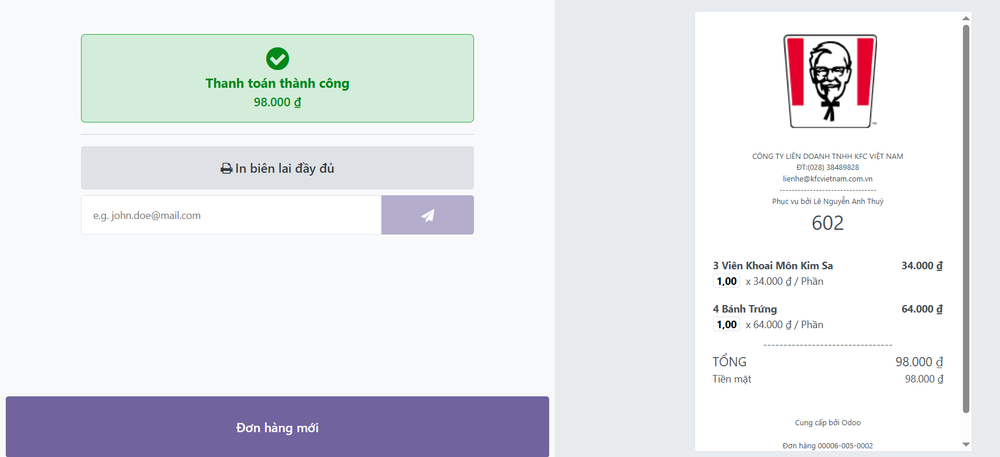 Thanh toán thành công
98.000 ₫
In biên lai đầy đủ
e.g. john.doe@mail.com
Đơn hàng mới
TM
CÔNG TY LIÊN DOANH TNHH KFC VIỆT NAM
ĐT:(028) 38489828
lienhe@kfcvietnam.com.vn
--------------------------------
Phục vụ bởi Lê Nguyễn Anh Thuỳ
602
3 Viên Khoai Môn Kim Sa 34.000 ₫
1,00 x 34.000 ₫ / Phần
4 Bánh Trứng 64.000 ₫
1,00 x 64.000 ₫ / Phần
--------------------------------
TỔNG 98.000 ₫
Tiền mặt 98.000 ₫
Cung cấp bởi Odoo
Đơn hàng 00006-005-0002